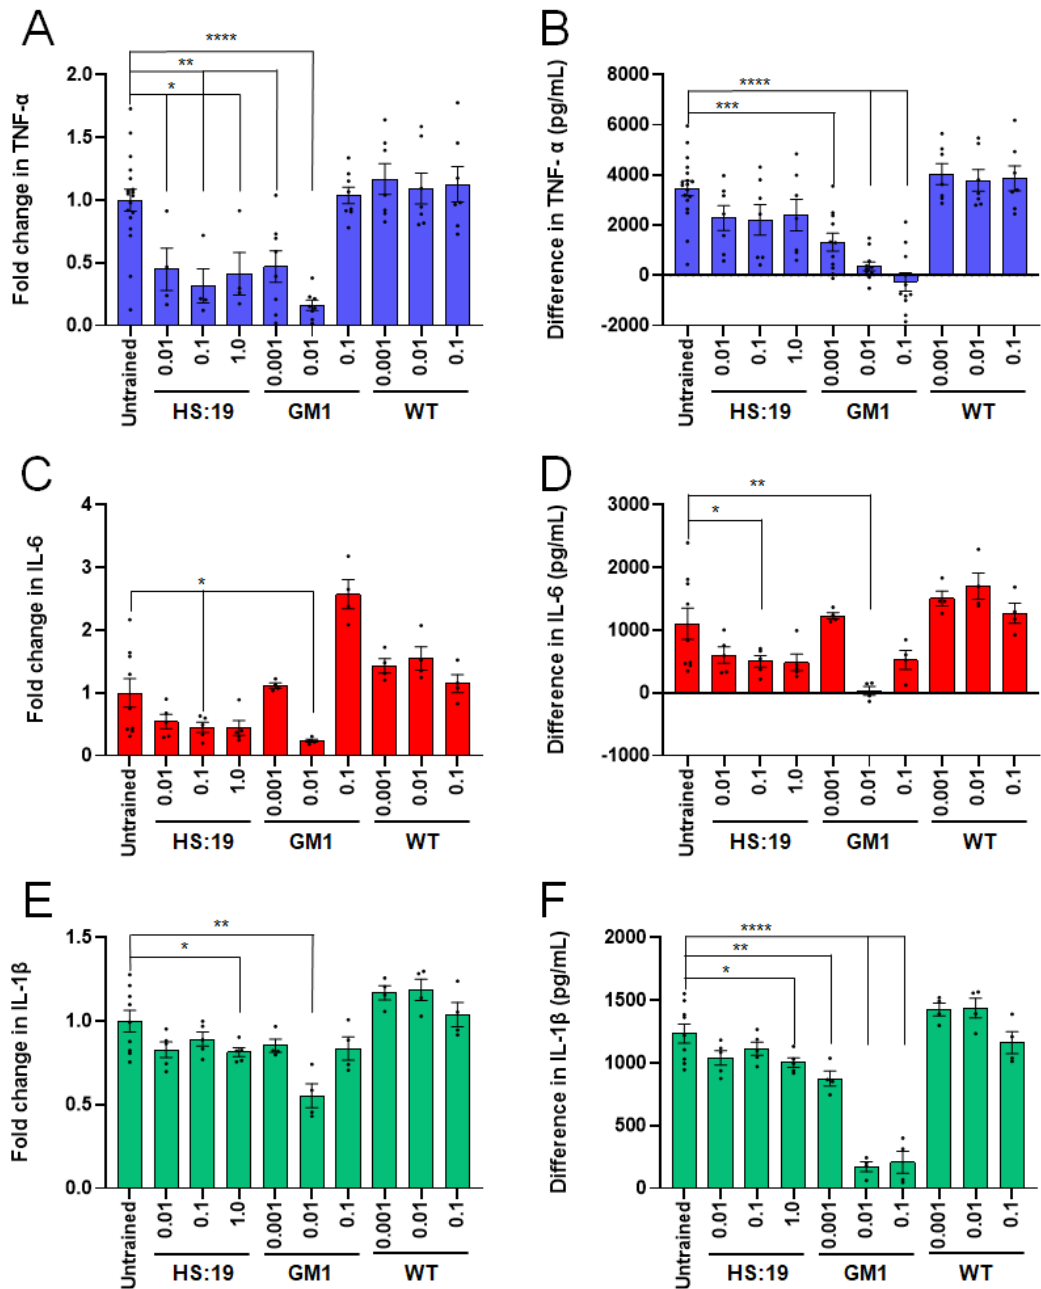 A
Fold change in TNF-α
2.0
1.5
1.0
0.5
0.0
****
**
*
Untrained
0.01
0.1
1.0
0.001
0.01
0.1
0.001
0.01
0.1
HS:19
GM1
WT
B
Difference in TNF- α (pg/mL)
8000
6000
4000
2000
0
-2000
****
***
Untrained
0.01
0.1
1.0
0.001
0.01
0.1
0.001
0.01
0.1
HS:19
GM1
WT
C
Fold change in IL-6
4
3
2
1
0
*
Untrained
0.01
0.1
1.0
0.001
0.01
0.1
0.001
0.01
0.1
HS:19
GM1
WT
D
Difference in IL-6 (pg/mL)
3000
2000
1000
0
-1000
**
*
Untrained
0.01
0.1
1.0
0.001
0.01
0.1
0.001
0.01
0.1
HS:19
GM1
WT
E
Fold change in IL-1β
1.5
1.0
0.5
0.0
**
*
Untrained
0.01
0.1
1.0
0.001
0.01
0.1
0.001
0.01
0.1
HS:19
GM1
WT
F
Difference in IL-1β (pg/mL)
2000
1500
1000
500
0
****
**
*
Untrained
0.01
0.1
1.0
0.001
0.01
0.1
0.001
0.01
0.1
HS:19
GM1
WT